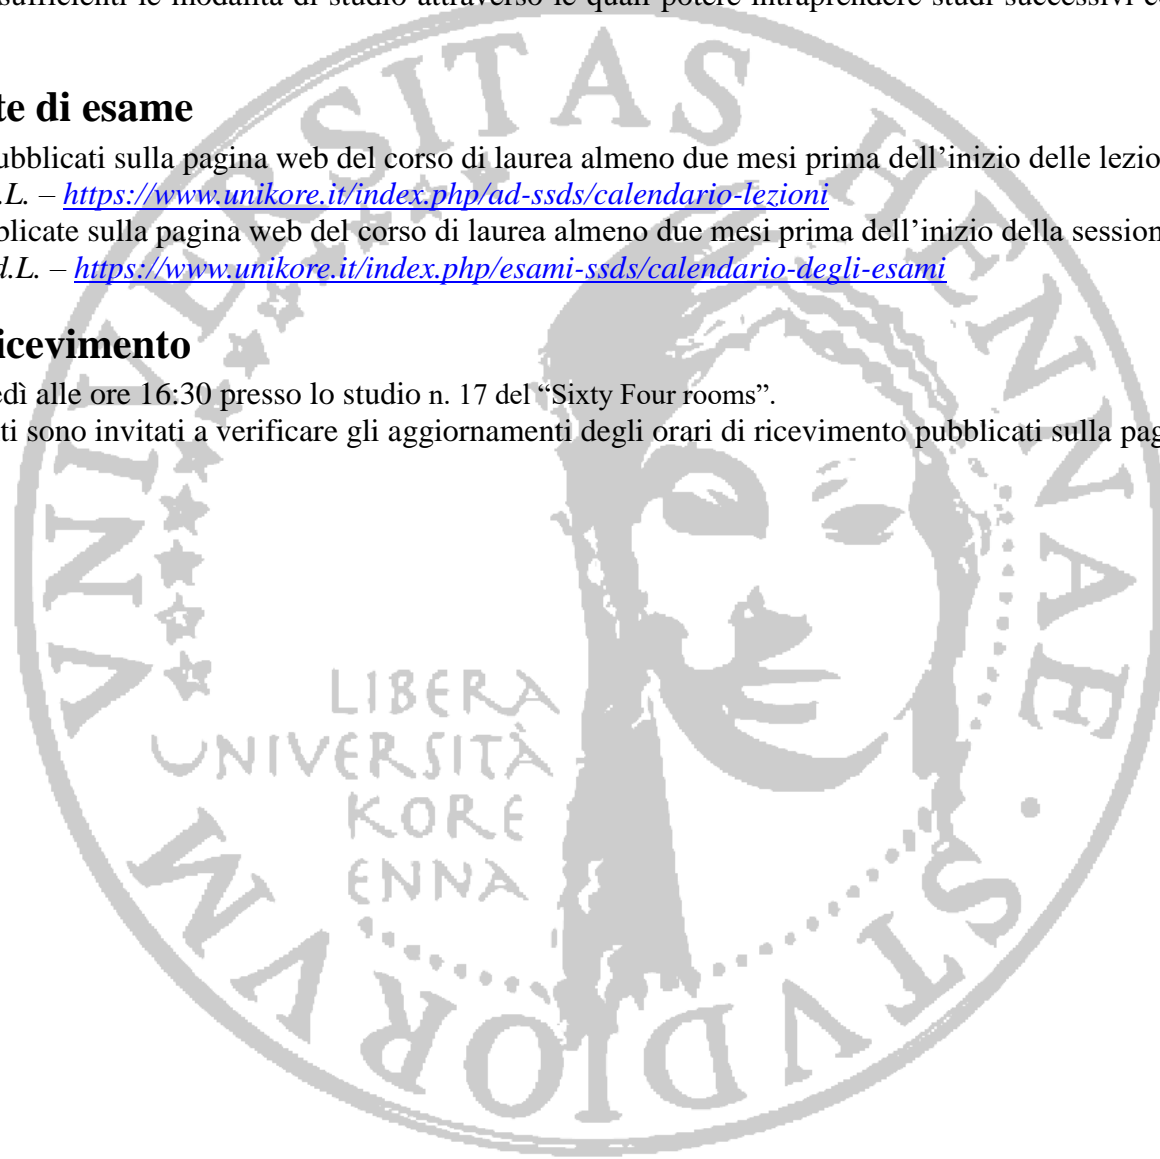 sufficienti le modalità di studio attraverso le quali potere intraprendere studi successivi
te di esame
ubblicati sulla pagina web del corso di laurea almeno due mesi prima dell’inizio delle lezio
.L. – https://www.unikore.it/index.php/ad-ssds/calendario-lezioni
blicate sulla pagina web del corso di laurea almeno due mesi prima dell’inizio della session
d.L. – https://www.unikore.it/index.php/esami-ssds/calendario-degli-esami
icevimento
edì alle ore 16:30 presso lo studio n. 17 del “Sixty Four rooms”.
ti sono invitati a verificare gli aggiornamenti degli orari di ricevimento pubblicati sulla pag
VNIVERSITAS HENNAE · STVDIORVM
LIBERA
UNIVERSITÀ
KORE
ENNA